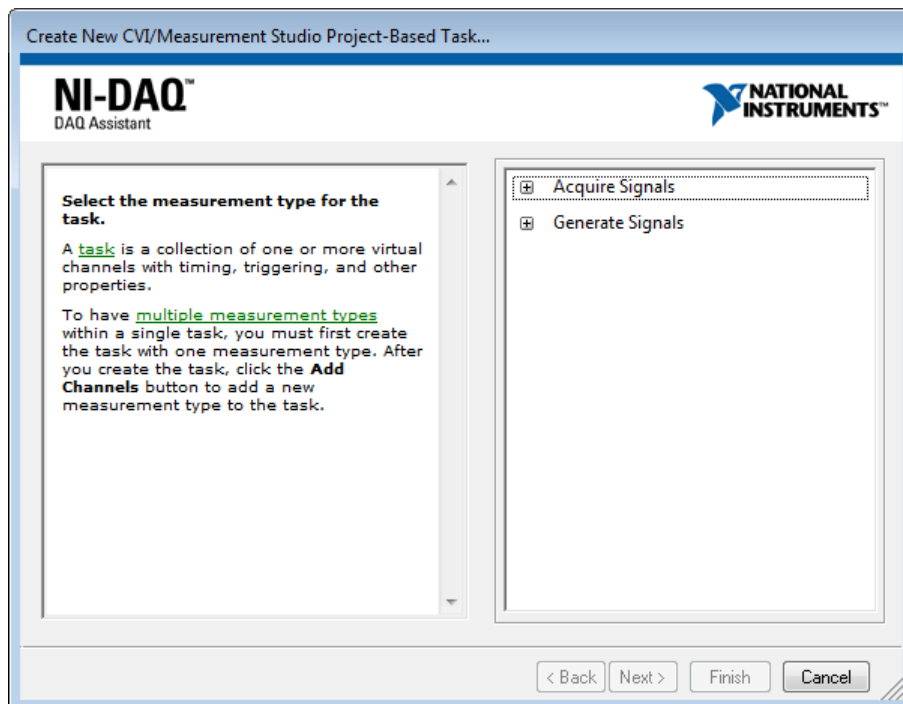 Create New CVI/Measurement Studio Project-Based Task...
NI-DAQ™
DAQ Assistant
NATIONAL
INSTRUMENTS™
Select the measurement type for the
task.
A task is a collection of one or more virtual
channels with timing, triggering, and other
properties.
To have multiple measurement types
within a single task, you must first create
the task with one measurement type. After
you create the task, click the Add
Channels button to add a new
measurement type to the task.
Acquire Signals
Generate Signals
< Back Next > Finish Cancel